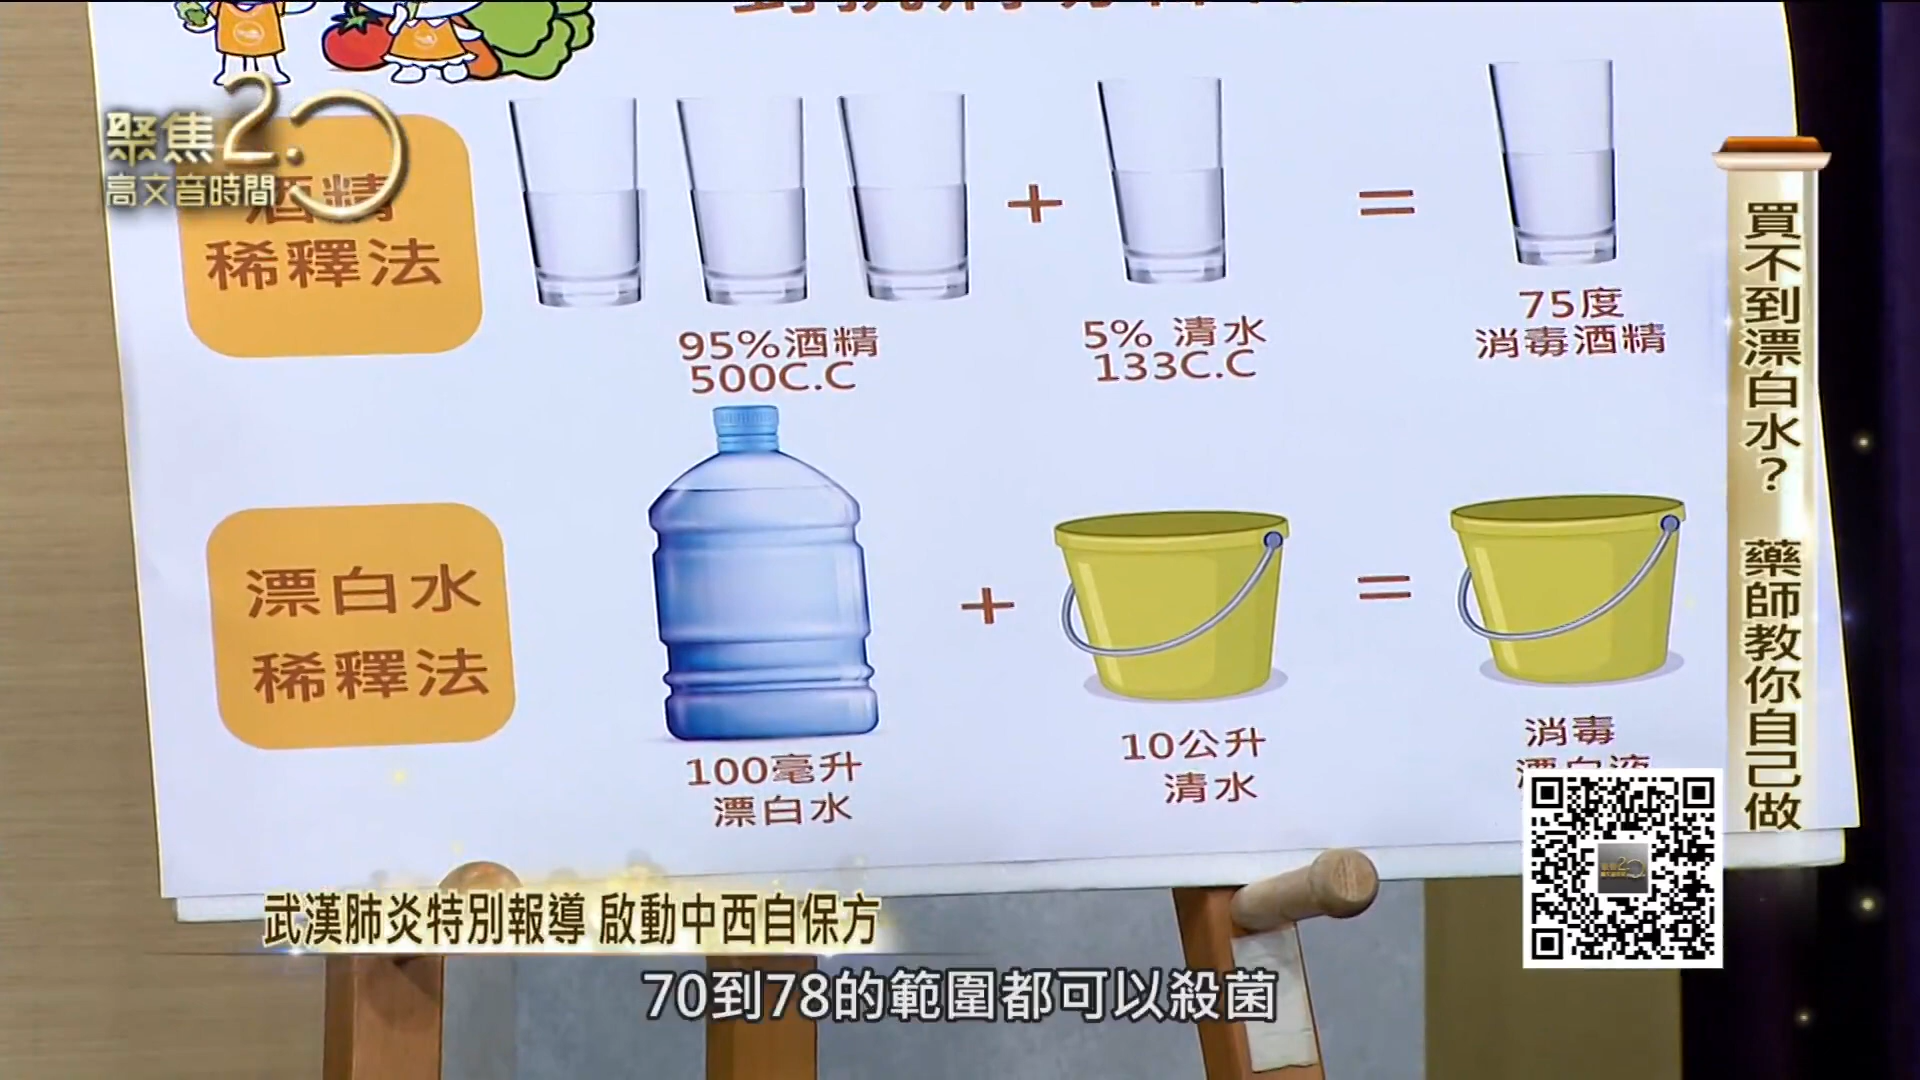 聚焦2.0
高文音時間
酒精
稀釋法
95%酒精
500C.C
+
5% 清水
133C.C
=
75度
消毒酒精
漂白水
稀釋法
100毫升
漂白水
+
10公升
清水
=
消毒
漂白液
買不到漂白水？ 藥師教你自己做
武漢肺炎特別報導 啟動中西自保方
70到78的範圍都可以殺菌